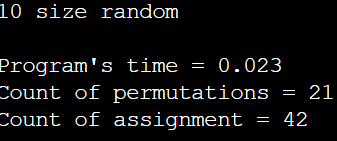 10 size random
Program's time = 0.023
Count of permutations = 21
Count of assignment = 42